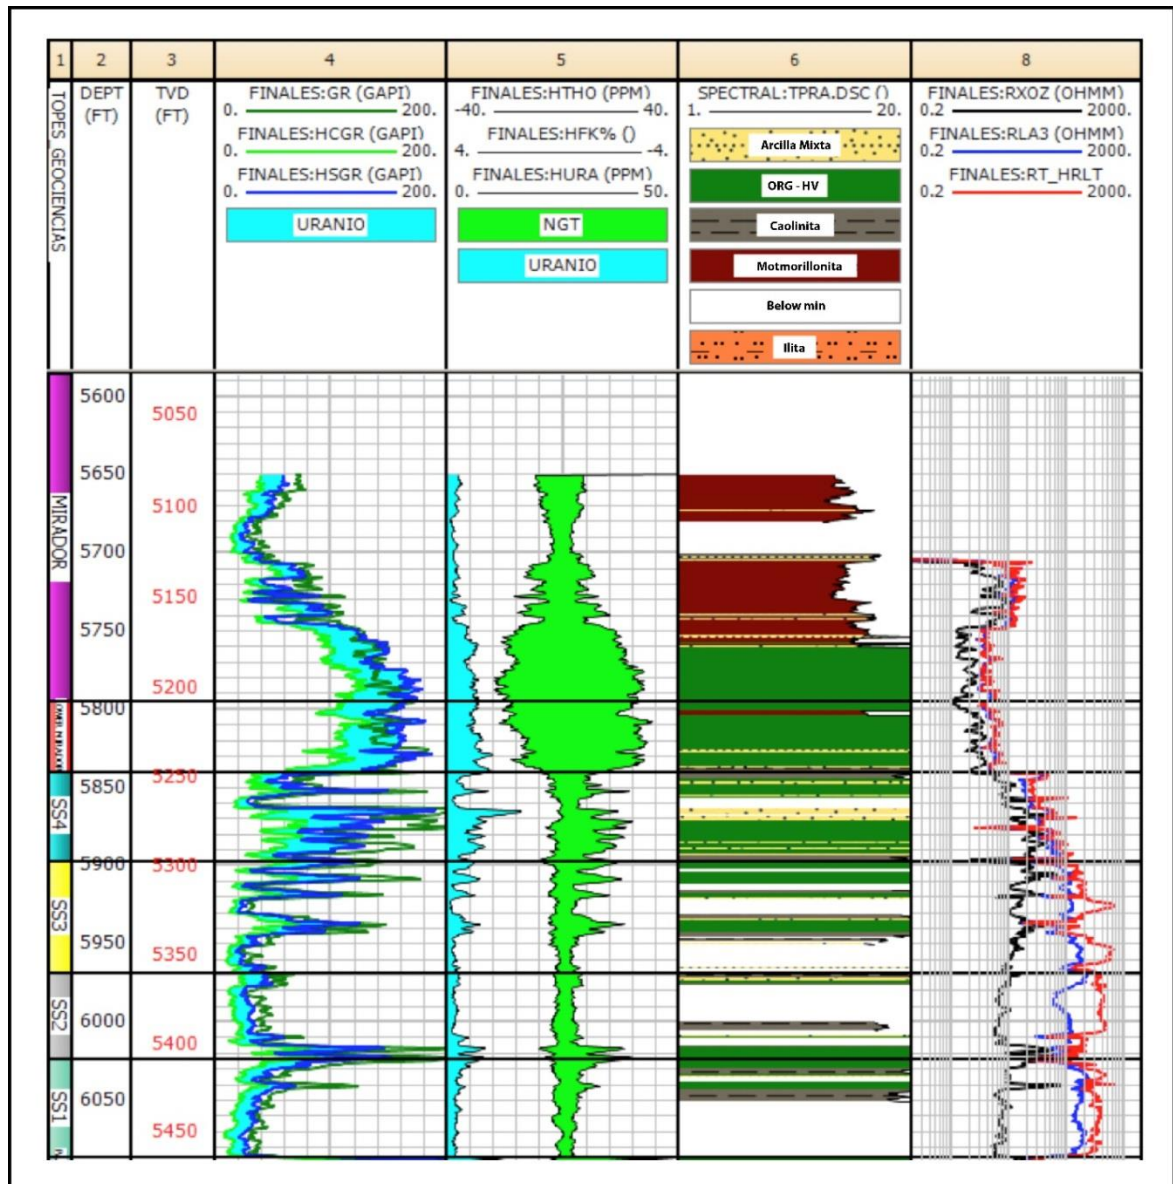 1 2 3 4 5 6 8
TOPES_GEOCIENCIAS
DEPT
(FT)
TVD
(FT)
FINALES:GR (GAPI)
0. 200.
FINALES:HCGR (GAPI)
0. 200.
FINALES:HSGR (GAPI)
0. 200.
URANIO
FINALES:HTHO (PPM)
-40. 40.
FINALES:HFK% ()
4. -4.
FINALES:HURA (PPM)
0. 50.
NGT
URANIO
SPECTRAL:TPRA.DSC ()
1. 20.
Arcilla Mixta
ORG - HV
Caolinita
Motmorillonita
Below min
Ilita
FINALES:RXOZ (OHMM)
0.2 2000.
FINALES:RLA3 (OHMM)
0.2 2000.
FINALES:RT_HRLT
0.2 2000.
MIRADOR
LOWER MIRADOR
SS4
SS3
SS2
SS1
5600
5650
5700
5750
5800
5850
5900
5950
6000
6050
5050
5100
5150
5200
5250
5300
5350
5400
5450